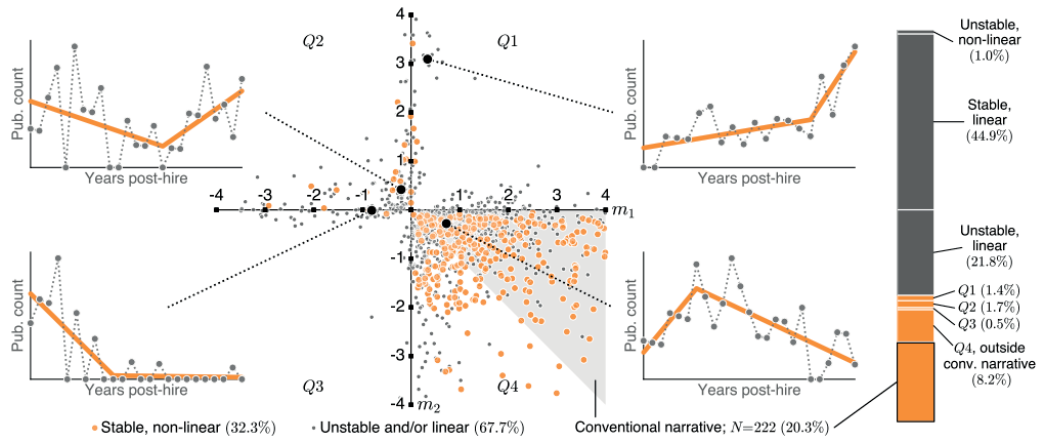 Q2
Q1
Pub. count
Years post-hire
Pub. count
Years post-hire
4
3
2
1
-4 -3 -2 -1 1 2 3 4
m1
-1
-2
-3
-4
m2
Pub. count
Years post-hire
Pub. count
Years post-hire
Q3
Q4
Unstable,
non-linear
(1.0%)
Stable,
linear
(44.9%)
Unstable,
linear
(21.8%)
Q1 (1.4%)
Q2 (1.7%)
Q3 (0.5%)
Q4, outside
conv. narrative
(8.2%)
Stable, non-linear (32.3%)
Unstable and/or linear (67.7%)
Conventional narrative; N=222 (20.3%)